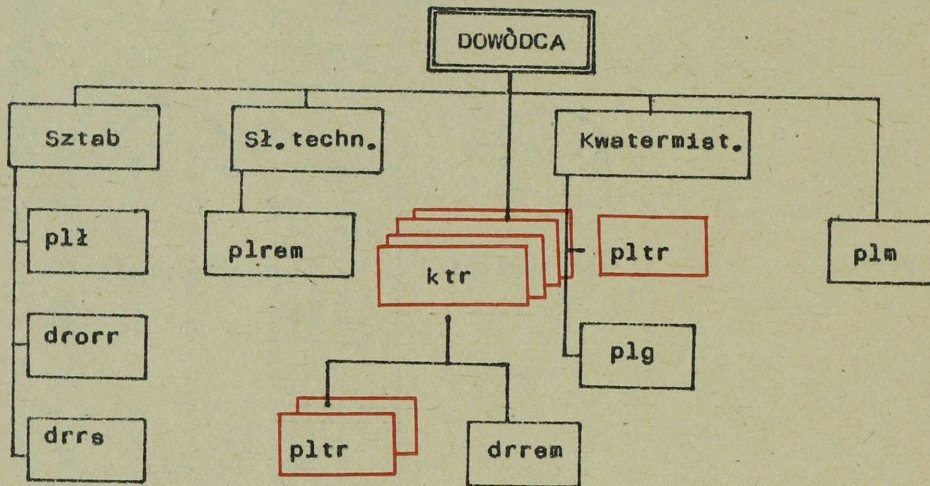 DOWÒDCA
Sztab
Sł.techn.
Kwatermist.
plł
plrem
ktr
pltr
plm
drorr
plg
drrs
pltr
drrem